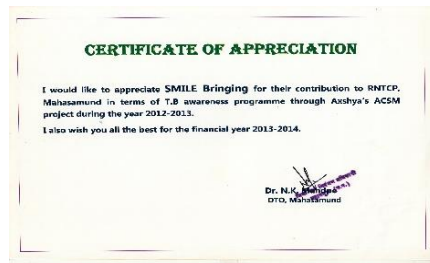 CERTIFICATE OF APPRECIATION
I would like to appreciate SMILE Bringing for their contribution to RNTCP,
Mahasamund in terms of T.B awareness programme through Axshya's ACSM
project during the year 2012-2013.
I also wish you all the best for the financial year 2013-2014.
Dr. N.K. Mandpe
DTO, Mahasamund